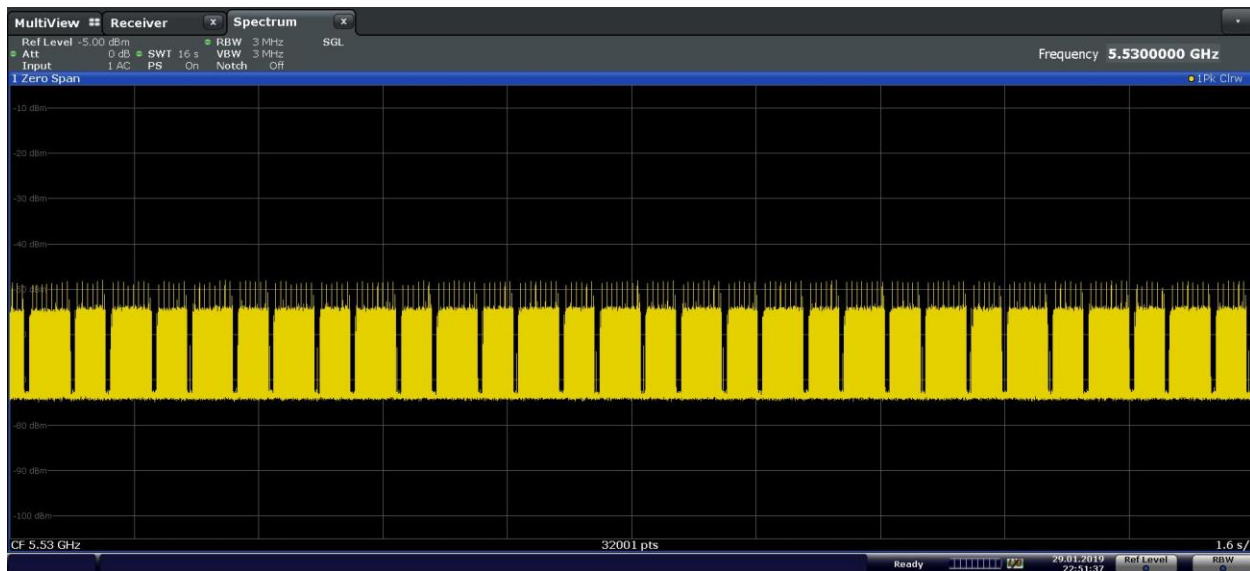 MultiView Receiver X Spectrum X
Ref Level -5.00 dBm RBW 3 MHz SGL
Att 0 dB SWT 16 s VBW 3 MHz Frequency 5.5300000 GHz
Input 1 AC PS On Notch Off
1 Zero Span 1Pk Clrw
-10 dBm
-20 dBm
-30 dBm
-40 dBm
-80 dBm
-90 dBm
-100 dBm
CF 5.53 GHz 32001 pts 1.6 s/
Ready 29.01.2019 Ref Level RBW
22:51:37